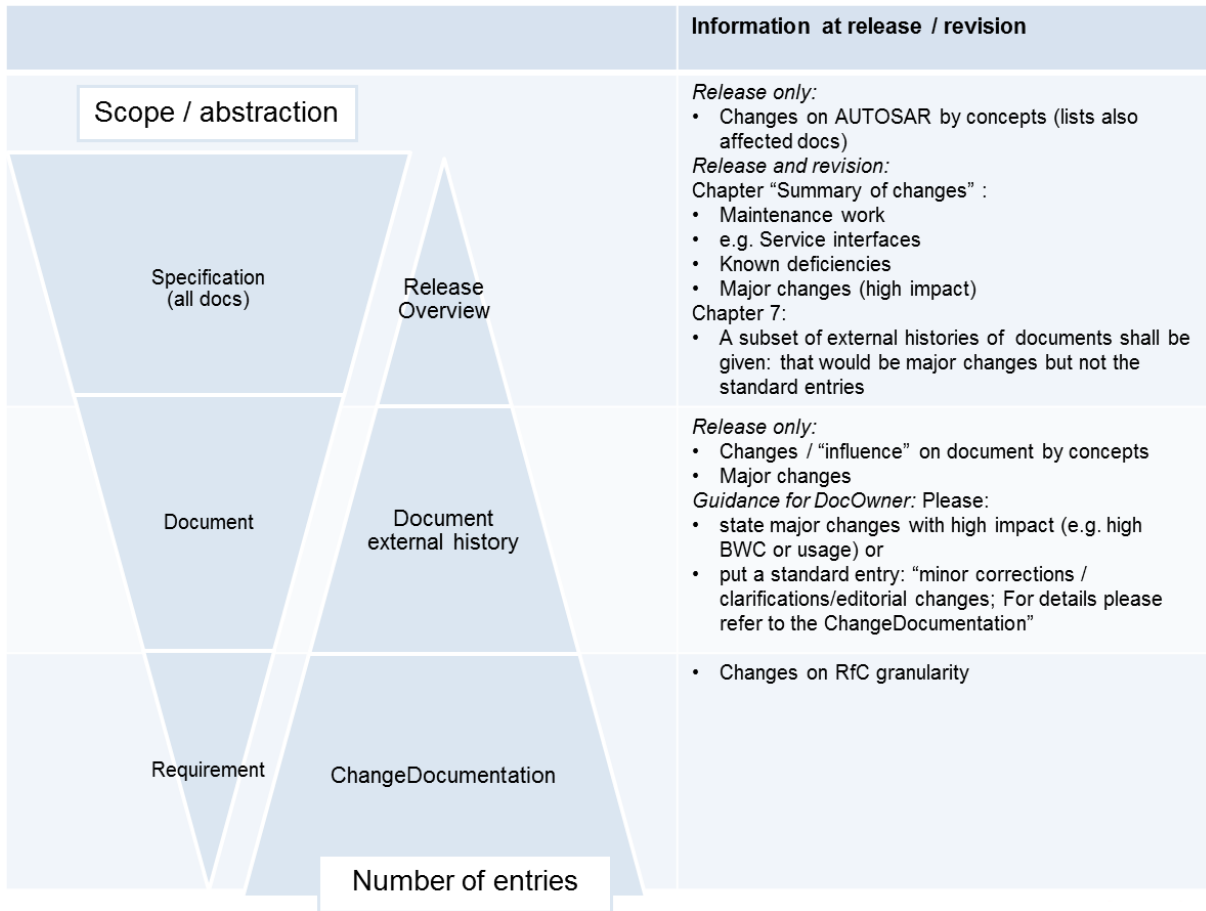 Information at release / revision
Scope / abstraction
Specification
(all docs)
Release
Overview
Release only:
• Changes on AUTOSAR by concepts (lists also
affected docs)
Release and revision:
Chapter “Summary of changes” :
• Maintenance work
• e.g. Service interfaces
• Known deficiencies
• Major changes (high impact)
Chapter 7:
• A subset of external histories of documents shall be
given: that would be major changes but not the
standard entries
Document
Document
external history
Release only:
• Changes / “influence” on document by concepts
• Major changes
Guidance for DocOwner: Please:
• state major changes with high impact (e.g. high
BWC or usage) or
• put a standard entry: “minor corrections /
clarifications/editorial changes; For details please
refer to the ChangeDocumentation”
Requirement
ChangeDocumentation
• Changes on RfC granularity
Number of entries